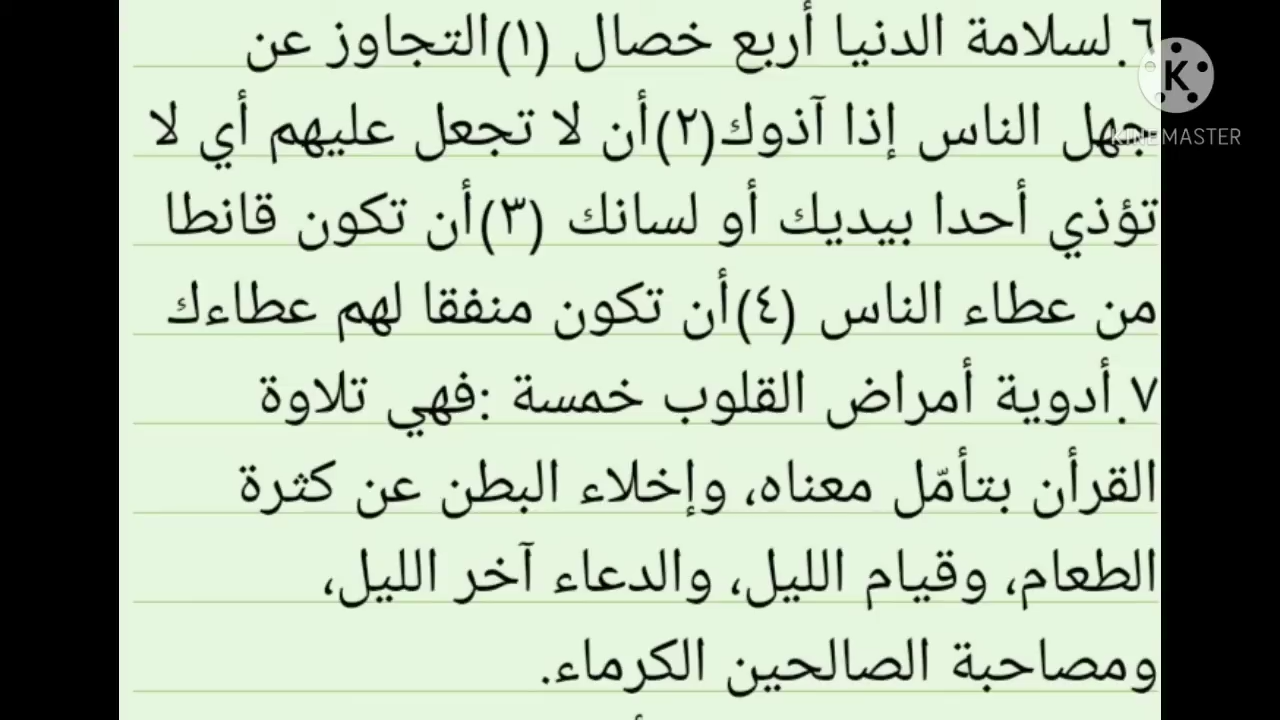 ٦.لسلامة الدنيا أربع خصال (١)التجاوز عن
جهل الناس إذا آذوك(٢)أن لا تجعل عليهم أي لا
تؤذي أحدا بيديك أو لسانك (٣)أن تكون قانطا
من عطاء الناس (٤)أن تكون منفقا لهم عطاءك
٧.أدوية أمراض القلوب خمسة :فهي تلاوة
القرأن بتأمّل معناه، وإخلاء البطن عن كثرة
الطعام، وقيام الليل، والدعاء آخر الليل،
ومصاحبة الصالحين الكرماء.
K
KINEMASTER